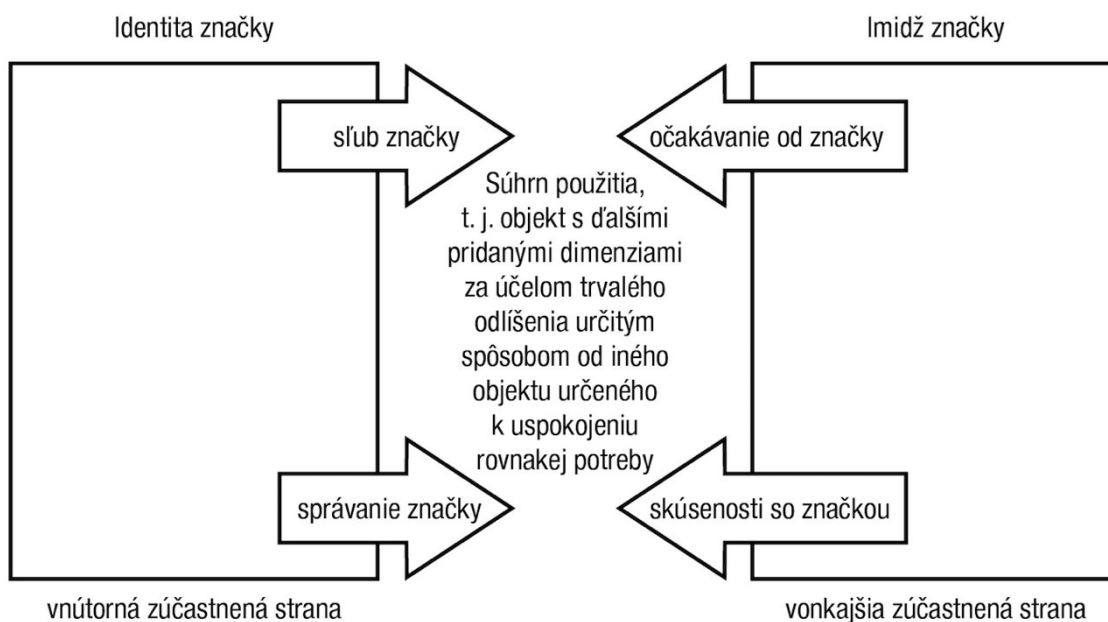 Identita značky
Imidž značky
sľub značky
očakávanie od značky
Súhrn použitia,
t. j. objekt s ďalšími
pridanými dimenziami
za účelom trvalého
odlíšenia určitým
spôsobom od iného
objektu určeného
k uspokojeniu
rovnakej potreby
správanie značky
skúsenosti so značkou
vnútorná zúčastnená strana
vonkajšia zúčastnená strana